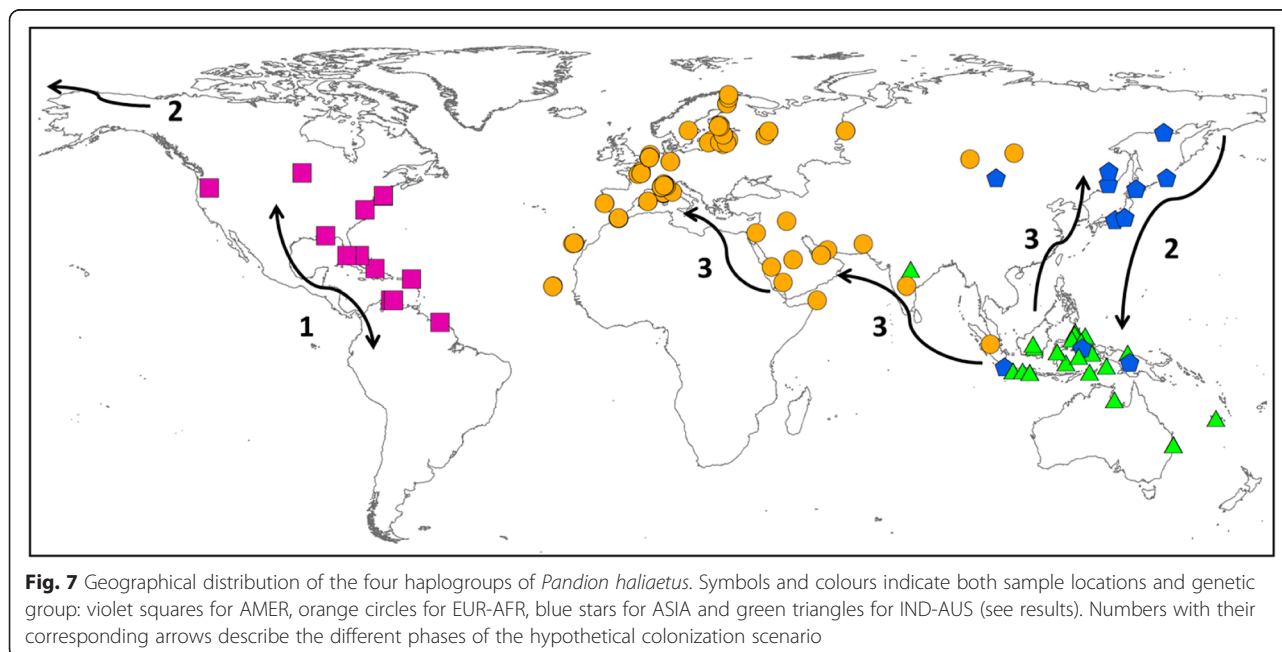 2
1
3
3
3
2
Fig. 7 Geographical distribution of the four haplogroups of Pandion haliaetus. Symbols and colours indicate both sample locations and genetic
group: violet squares for AMER, orange circles for EUR-AFR, blue stars for ASIA and green triangles for IND-AUS (see results). Numbers with their
corresponding arrows describe the different phases of the hypothetical colonization scenario